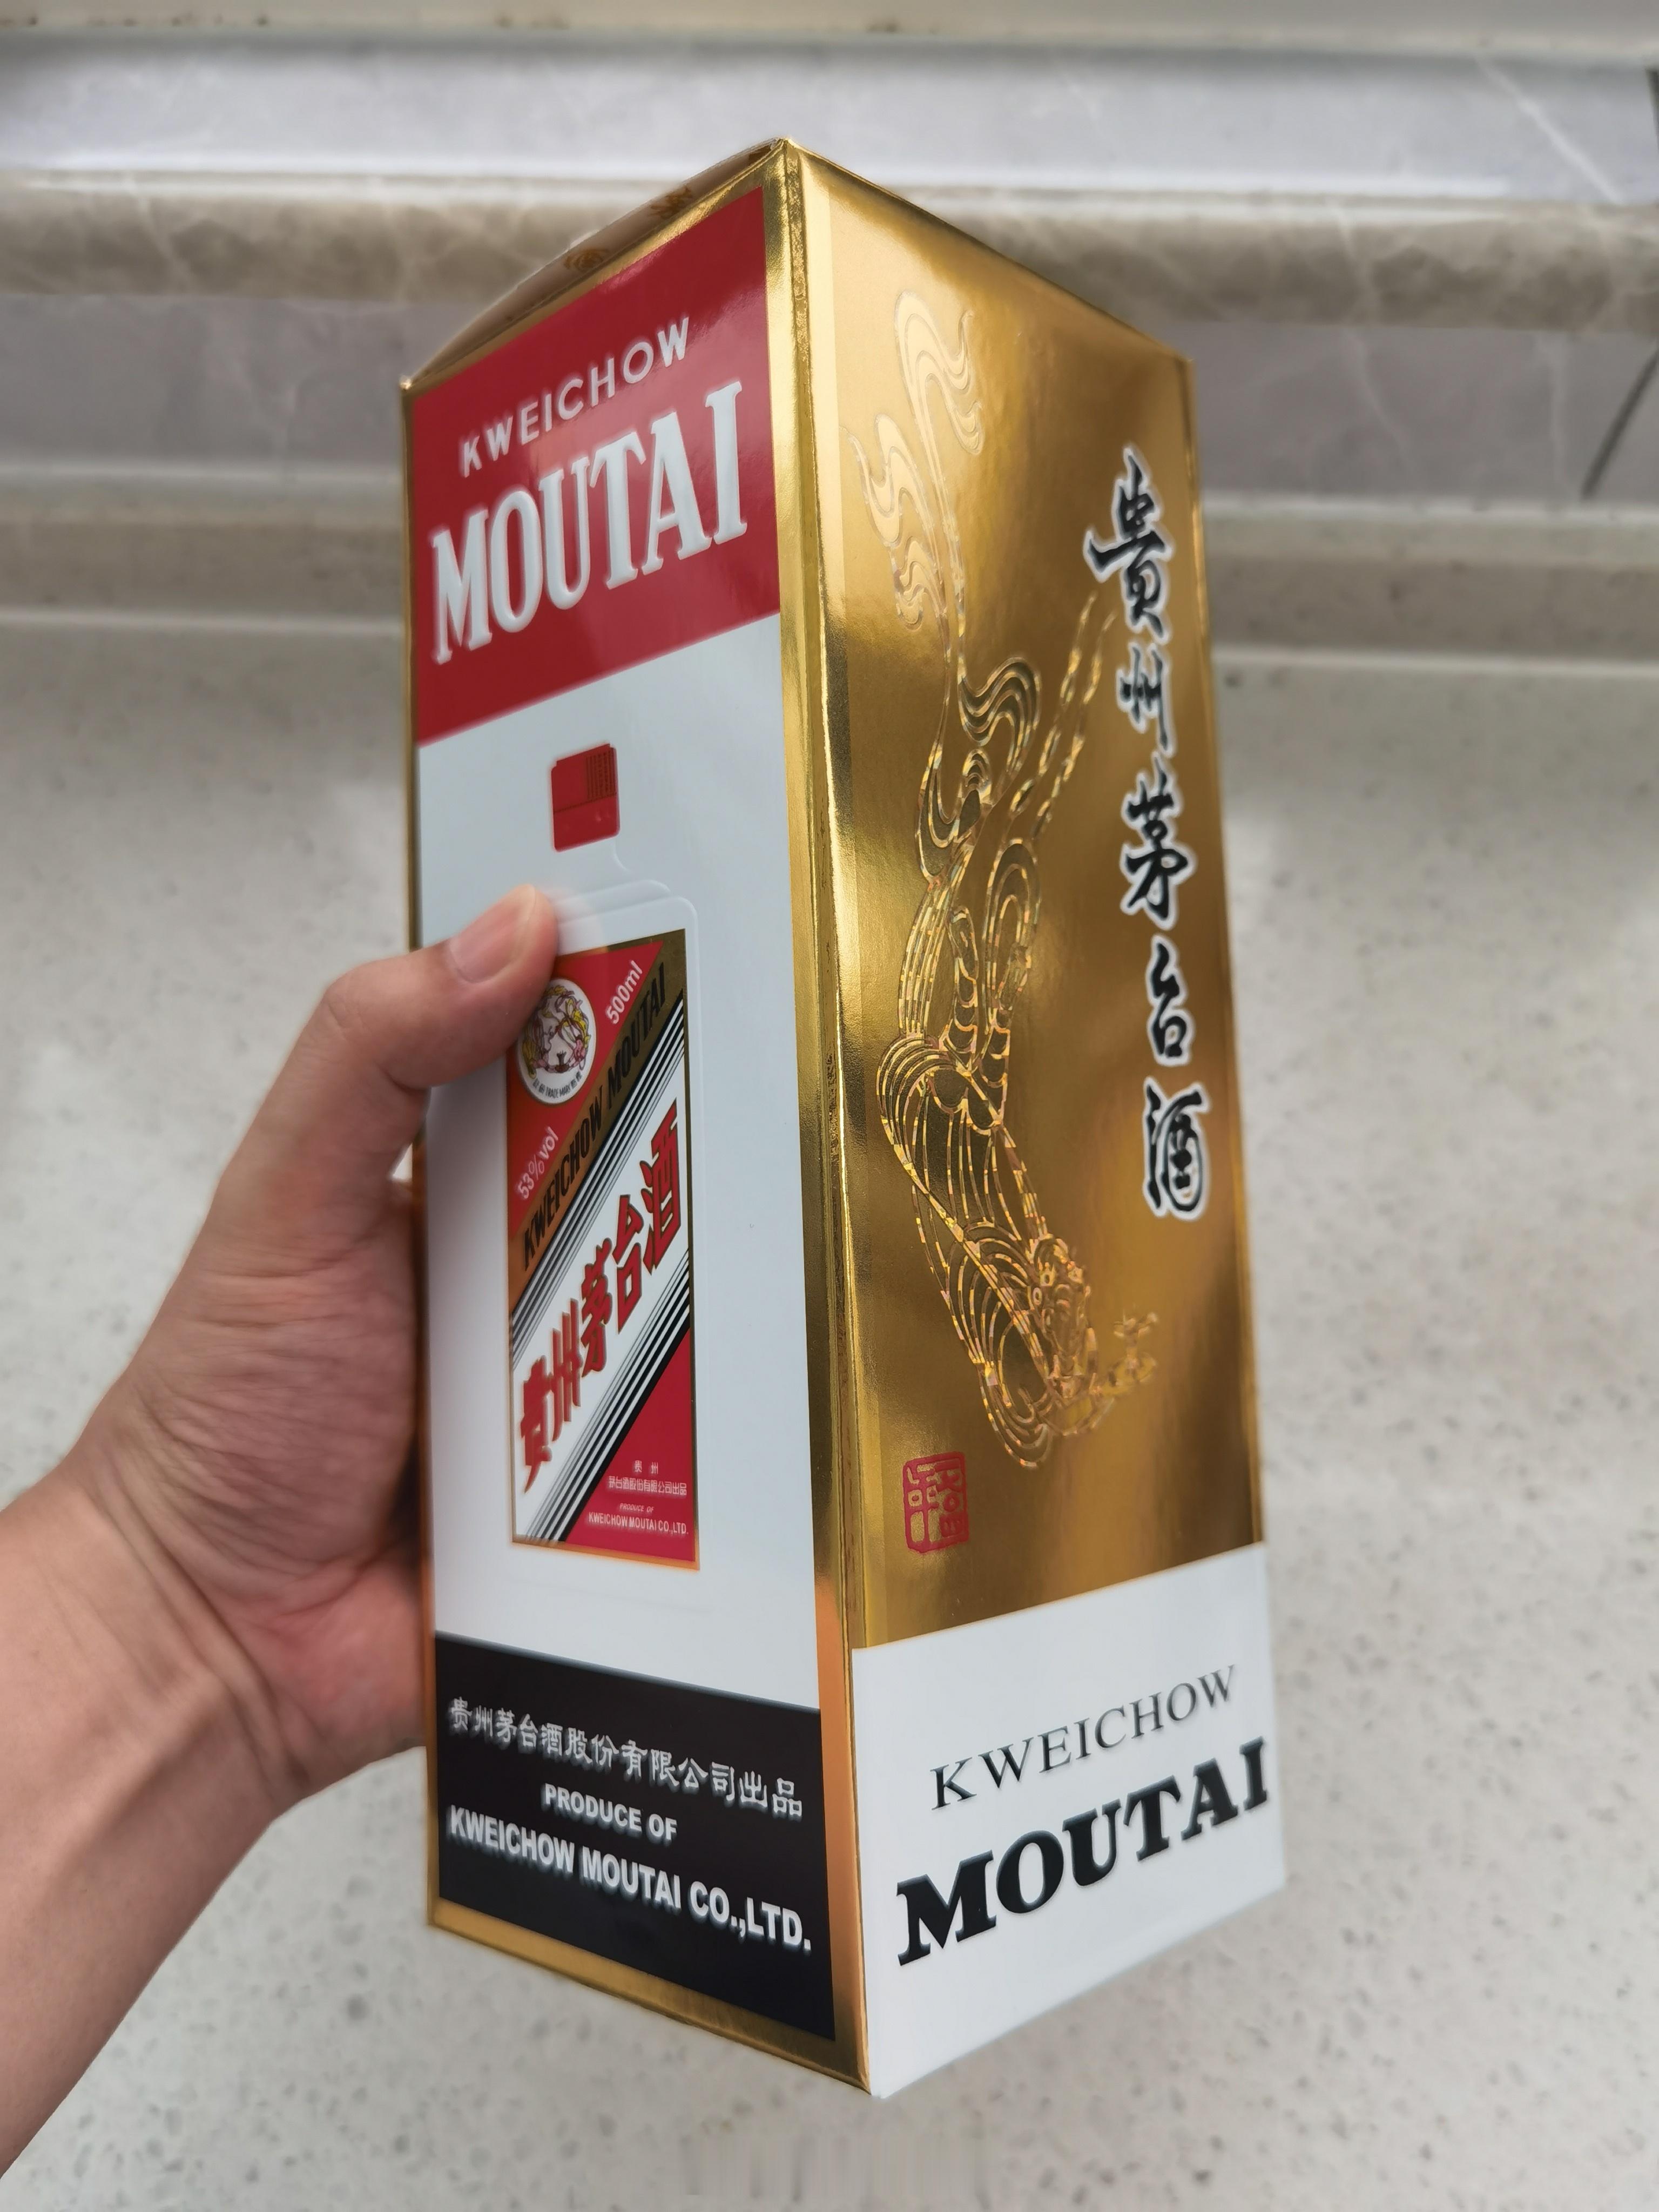 KWEICHOW
MOUTAI
500ml
53%vol
KWEICHOW MOUTAI
贵州茅台酒
贵州
茅台酒股份有限公司出品
PRODUCE OF
KWEICHOW MOUTAI CO.,LTD.
贵州茅台酒股份有限公司出品
PRODUCE OF
KWEICHOW MOUTAI CO.,LTD.
貴州茅台酒
KWEICHOW
MOUTAI